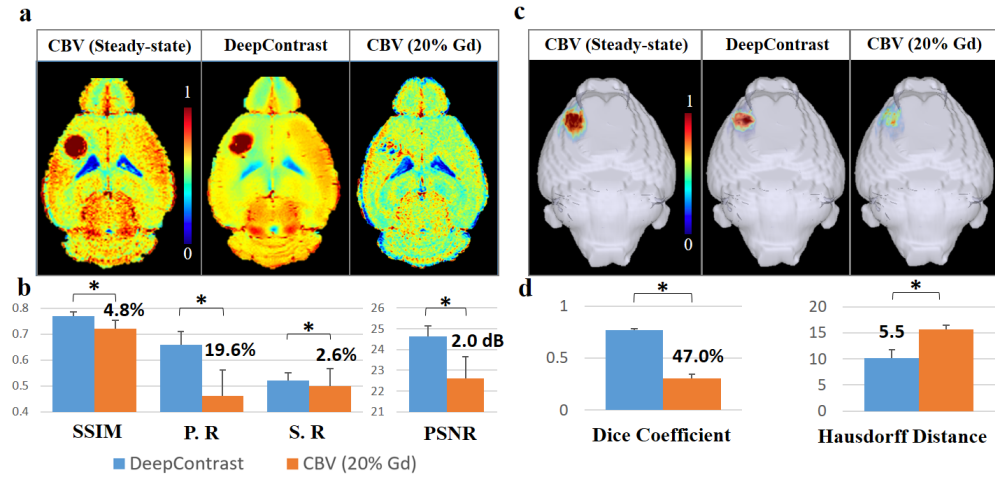 a
CBV (Steady-state) DeepContrast CBV (20% Gd)
1
0
b
0.8
0.7
0.6
0.5
0.4
*
4.8%
*
19.6%
*
2.6%
SSIM P. R S. R
26
25
24
23
22
21
*
2.0 dB
PSNR
DeepContrast CBV (20% Gd)
c
CBV (Steady-state) DeepContrast CBV (20% Gd)
1
0
d
1
0.5
0
*
47.0%
Dice Coefficient
20
15
10
5
0
*
5.5
Hausdorff Distance